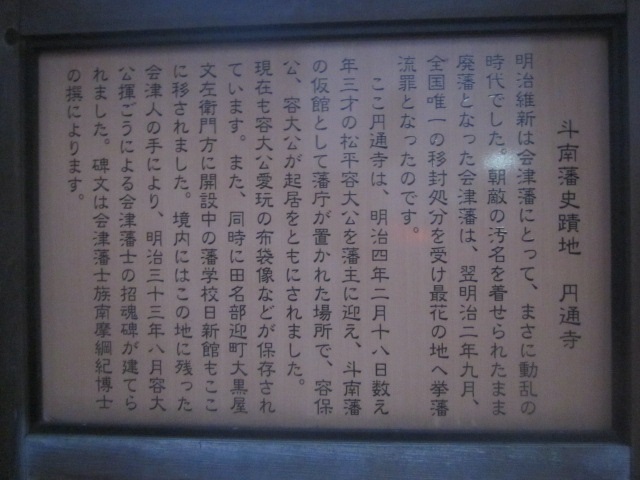 斗南藩史蹟地　円通寺
明治維新は会津藩にとって、まさに動乱の
時代でした。朝敵の汚名を着せられたまま
廃藩となった会津藩は、翌明治二年九月、
全国唯一の移封処分を受け最花の地へ挙藩
流罪となったのです。
ここ円通寺は、明治四年二月十八日数え
年三才の松平容大公を藩主に迎え、斗南藩
の仮館として藩庁が置かれた場所で、容保
公、容大公が起居をともにされました。
現在も容大公愛玩の布袋像などが保存され
ています。また、同時に田名部迎町大黒屋
文左衛門方に開設中の藩学校日新館もここ
に移されました。境内にはこの地に残った
会津人の手により、明治三十三年八月容大
公揮ごうによる会津藩士の招魂碑が建てら
れました。碑文は会津藩士族南摩綱紀博士
の撰によります。